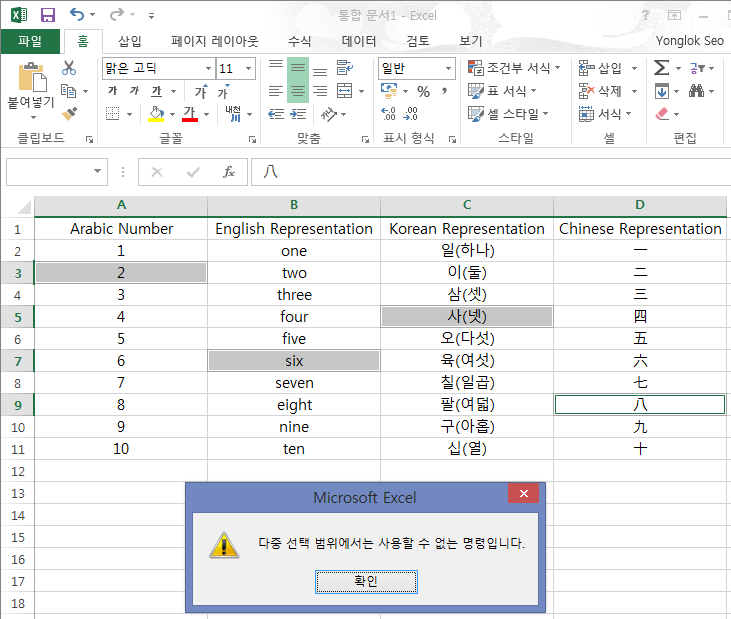 통합 문서1 - Excel
파일 홈 삽입 페이지 레이아웃 수식 데이터 검토 보기 Yonglok Seo
붙여넣기
클립보드
맑은 고딕 11
가 가 가 가 가
내천
글꼴
맞춤
일반
% ,
.0 .00
.00 .0
표시 형식
조건부 서식
표 서식
셀 스타일
스타일
삽입
삭제
서식
셀
Σ
편집
fx 八
A B C D
1 Arabic Number English Representation Korean Representation Chinese Representation
2 1 one 일(하나) 一
3 2 two 이(둘) 二
4 3 three 삼(셋) 三
5 4 four 사(넷) 四
6 5 five 오(다섯) 五
7 6 six 육(여섯) 六
8 7 seven 칠(일곱) 七
9 8 eight 팔(여덟) 八
10 9 nine 구(아홉) 九
11 10 ten 십(열) 十
12
13
14
15
16
17
18
Microsoft Excel
다중 선택 범위에서는 사용할 수 없는 명령입니다.
확인